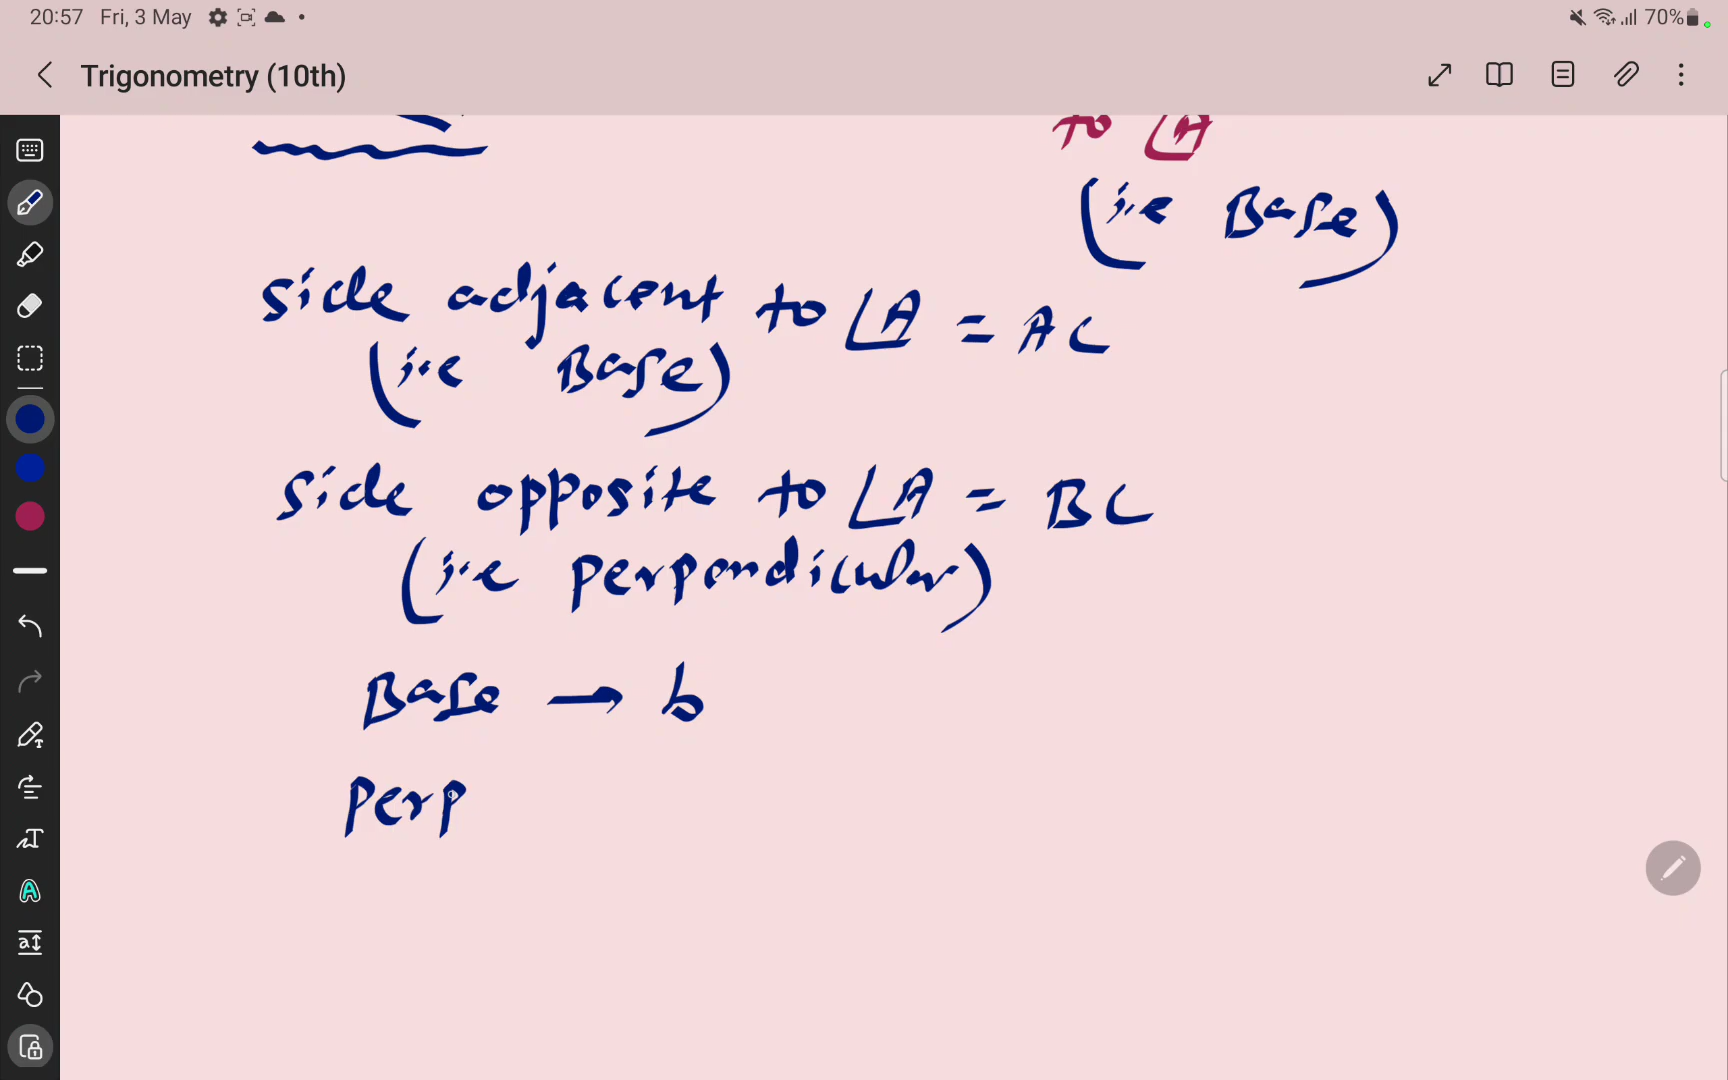 20:57 Fri, 3 May 70%
Trigonometry (10th)
to ∠A
(i.e Base)
side adjacent to ∠A = AC
(i.e Base)
side opposite to ∠A = BC
(i.e perpendicular)
Base → b
perp